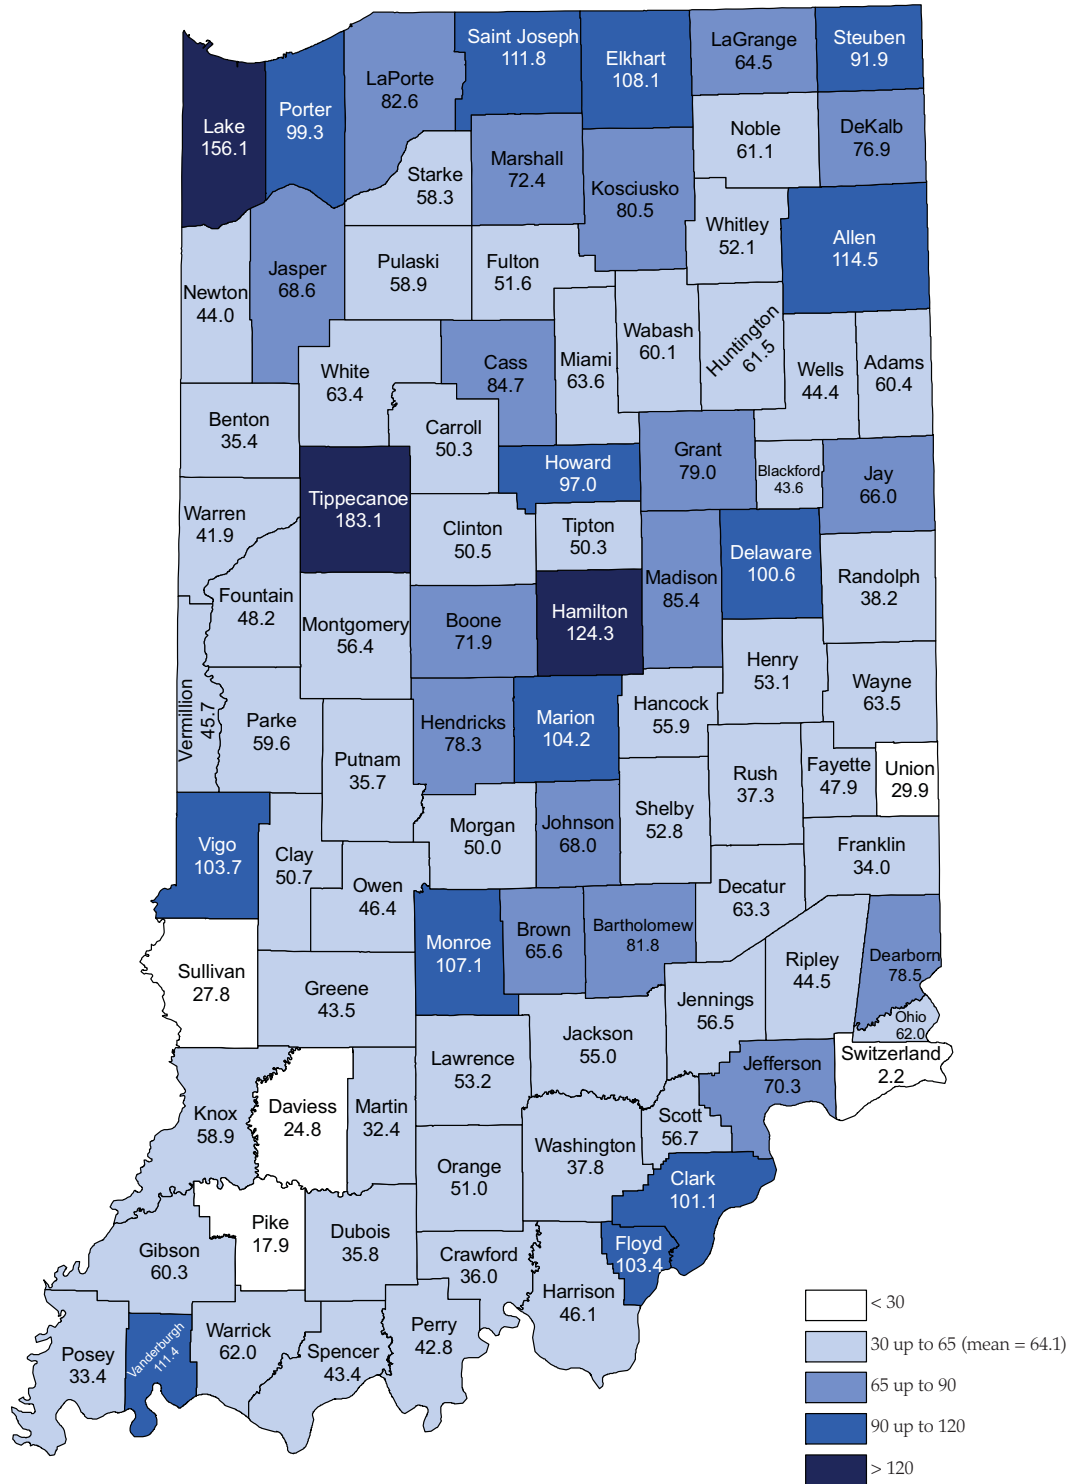 Saint Joseph
111.8
Elkhart
108.1
LaGrange
64.5
Steuben
91.9
LaPorte
82.6
Porter
99.3
Lake
156.1
Noble
61.1
DeKalb
76.9
Starke
58.3
Marshall
72.4
Kosciusko
80.5
Whitley
52.1
Allen
114.5
Newton
44.0
Jasper
68.6
Pulaski
58.9
Fulton
51.6
White
63.4
Cass
84.7
Miami
63.6
Wabash
60.1
Huntington
61.5
Wells
44.4
Adams
60.4
Benton
35.4
Carroll
50.3
Howard
97.0
Grant
79.0
Blackford
43.6
Jay
66.0
Warren
41.9
Tippecanoe
183.1
Clinton
50.5
Tipton
50.3
Madison
85.4
Delaware
100.6
Randolph
38.2
Fountain
48.2
Montgomery
56.4
Boone
71.9
Hamilton
124.3
Henry
53.1
Wayne
63.5
Vermillion
45.7
Parke
59.6
Putnam
35.7
Hendricks
78.3
Marion
104.2
Hancock
55.9
Rush
37.3
Fayette
47.9
Union
29.9
Vigo
103.7
Clay
50.7
Owen
46.4
Morgan
50.0
Johnson
68.0
Shelby
52.8
Decatur
63.3
Franklin
34.0
Sullivan
27.8
Greene
43.5
Monroe
107.1
Brown
65.6
Bartholomew
81.8
Jennings
56.5
Ripley
44.5
Dearborn
78.5
Ohio
62.0
Switzerland
2.2
Jefferson
70.3
Jackson
55.0
Lawrence
53.2
Knox
58.9
Daviess
24.8
Martin
32.4
Orange
51.0
Washington
37.8
Scott
56.7
Clark
101.1
Floyd
103.4
Pike
17.9
Dubois
35.8
Crawford
36.0
Harrison
46.1
Gibson
60.3
Posey
33.4
Vanderburgh
111.4
Warrick
62.0
Spencer
43.4
Perry
42.8
< 30
30 up to 65 (mean = 64.1)
65 up to 90
90 up to 120
> 120